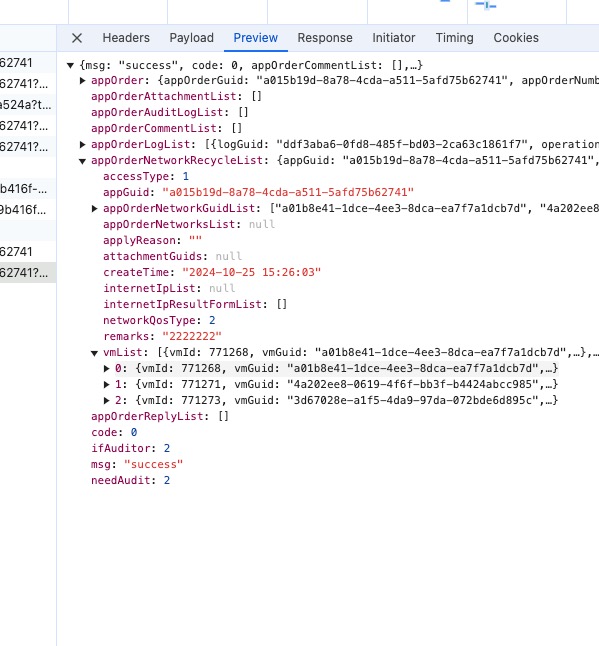 Headers Payload Preview Response Initiator Timing Cookies
62741
62741?...
a524a?t...
62741?...
62741?...
b416f-...
9b416f...
62741
62741?...
{msg: "success", code: 0, appOrderCommentList: [],…}
appOrder: {appOrderGuid: "a015b19d-8a78-4cda-a511-5afd75b62741", appOrderNumb
appOrderAttachmentList: []
appOrderAuditLogList: []
appOrderCommentList: []
appOrderLogList: [{logGuid: "ddf3aba6-0fd8-485f-bd03-2ca63c1861f7", operation
appOrderNetworkRecycleList: {appGuid: "a015b19d-8a78-4cda-a511-5afd75b62741",
accessType: 1
appGuid: "a015b19d-8a78-4cda-a511-5afd75b62741"
appOrderNetworkGuidList: ["a01b8e41-1dce-4ee3-8dca-ea7f7a1dcb7d", "4a202ee8
appOrderNetworksList: null
applyReason: ""
attachmentGuids: null
createTime: "2024-10-25 15:26:03"
internetIpList: null
internetIpResultFormList: []
networkQosType: 2
remarks: "2222222"
vmList: [{vmId: 771268, vmGuid: "a01b8e41-1dce-4ee3-8dca-ea7f7a1dcb7d",…},…
0: {vmId: 771268, vmGuid: "a01b8e41-1dce-4ee3-8dca-ea7f7a1dcb7d",…}
1: {vmId: 771271, vmGuid: "4a202ee8-0619-4f6f-bb3f-b4424abcc985",…}
2: {vmId: 771273, vmGuid: "3d67028e-a1f5-4da9-97da-072bde6d895c",…}
appOrderReplyList: []
code: 0
ifAuditor: 2
msg: "success"
needAudit: 2